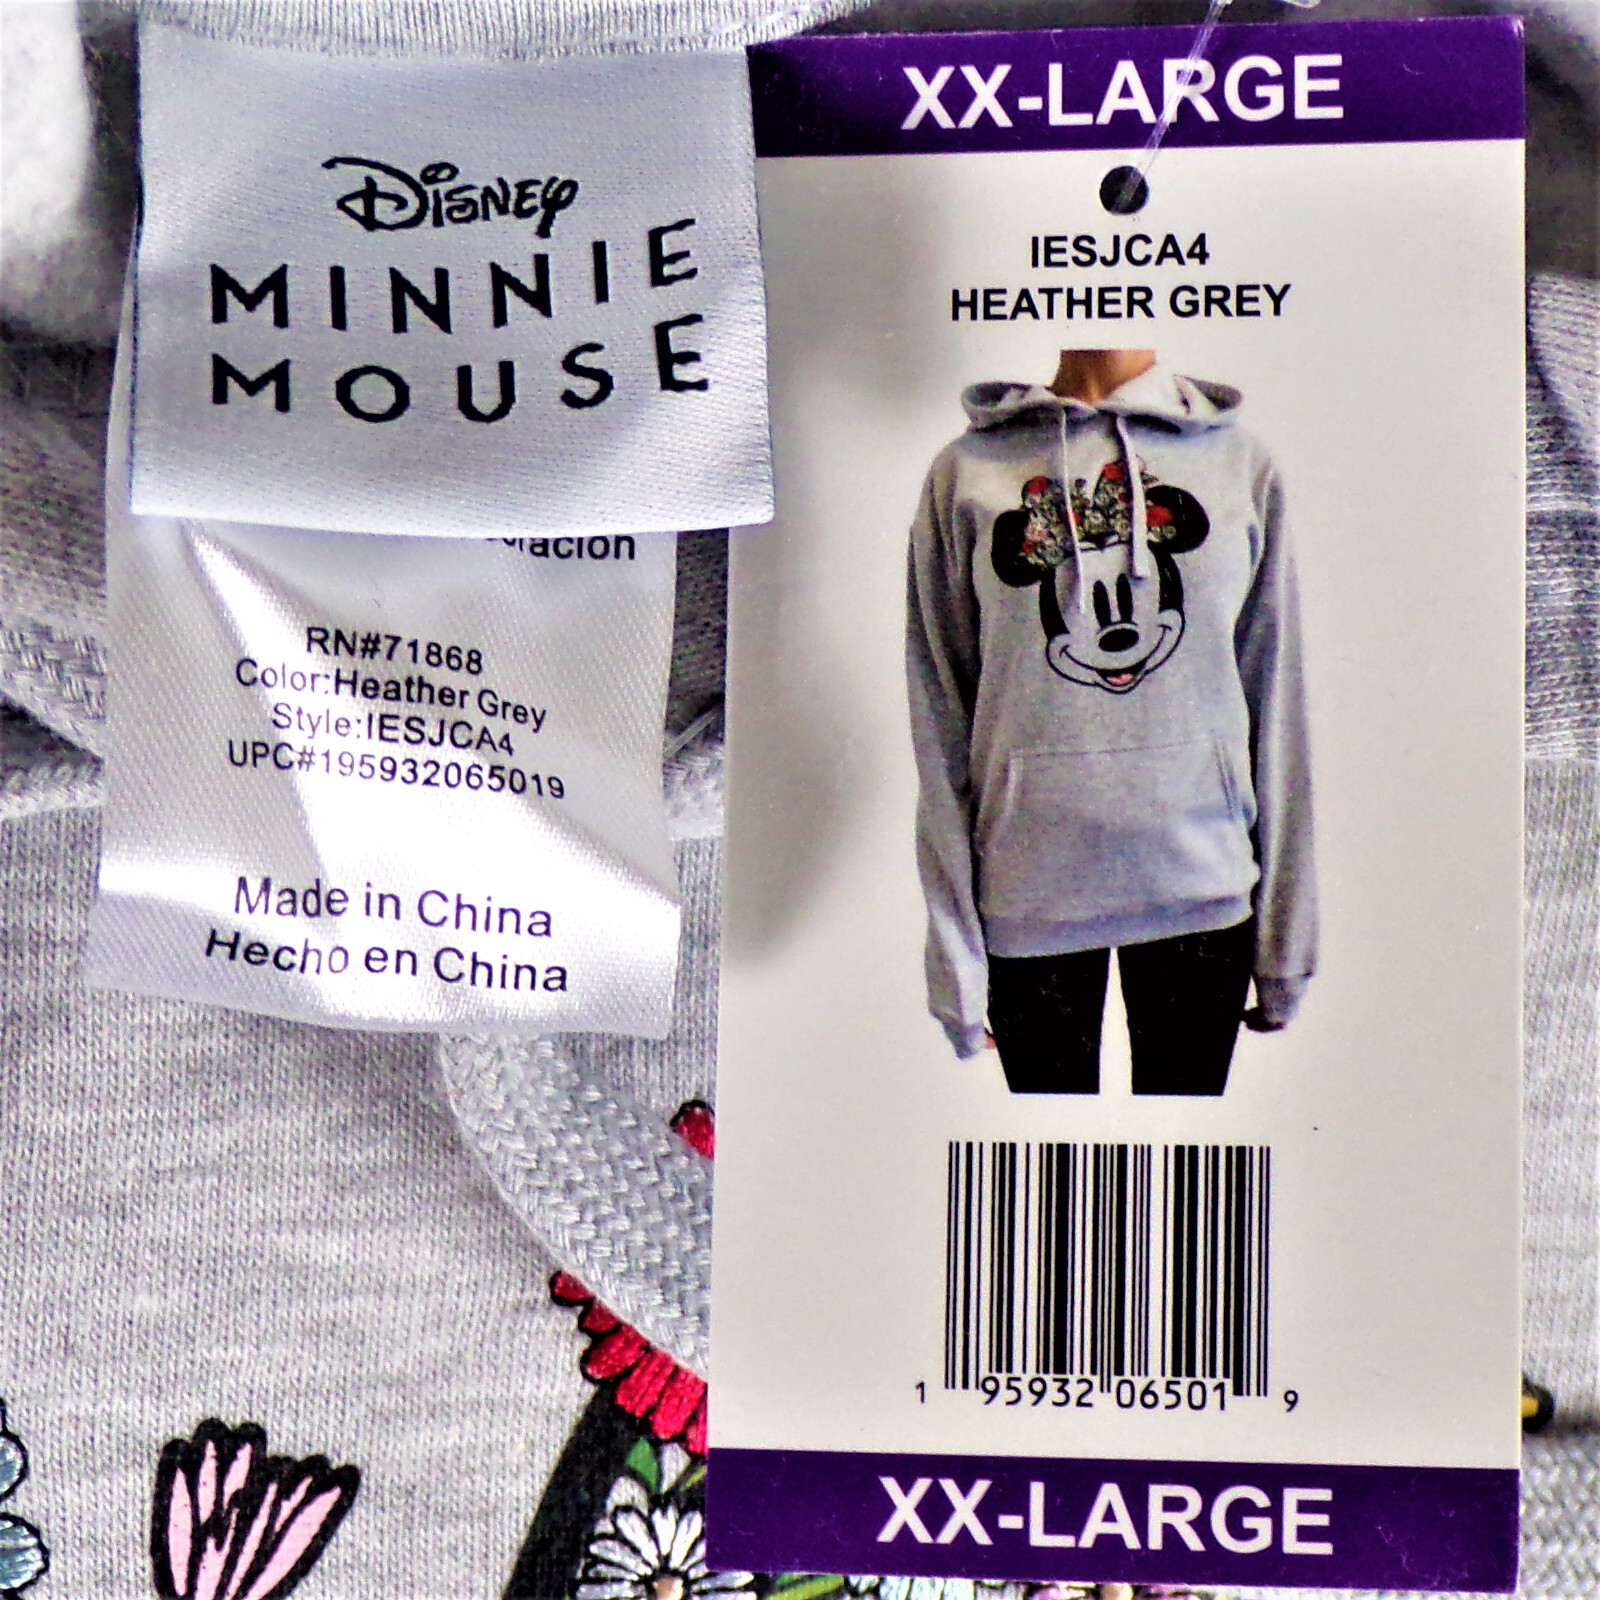 Disney
MINNIE
MOUSE
RN#71868
Color:Heather Grey
Style:IESJCA4
UPC#195932065019
Made in China
Hecho en China
XX-LARGE
IESJCA4
HEATHER GREY
1 95932 06501 9
XX-LARGE